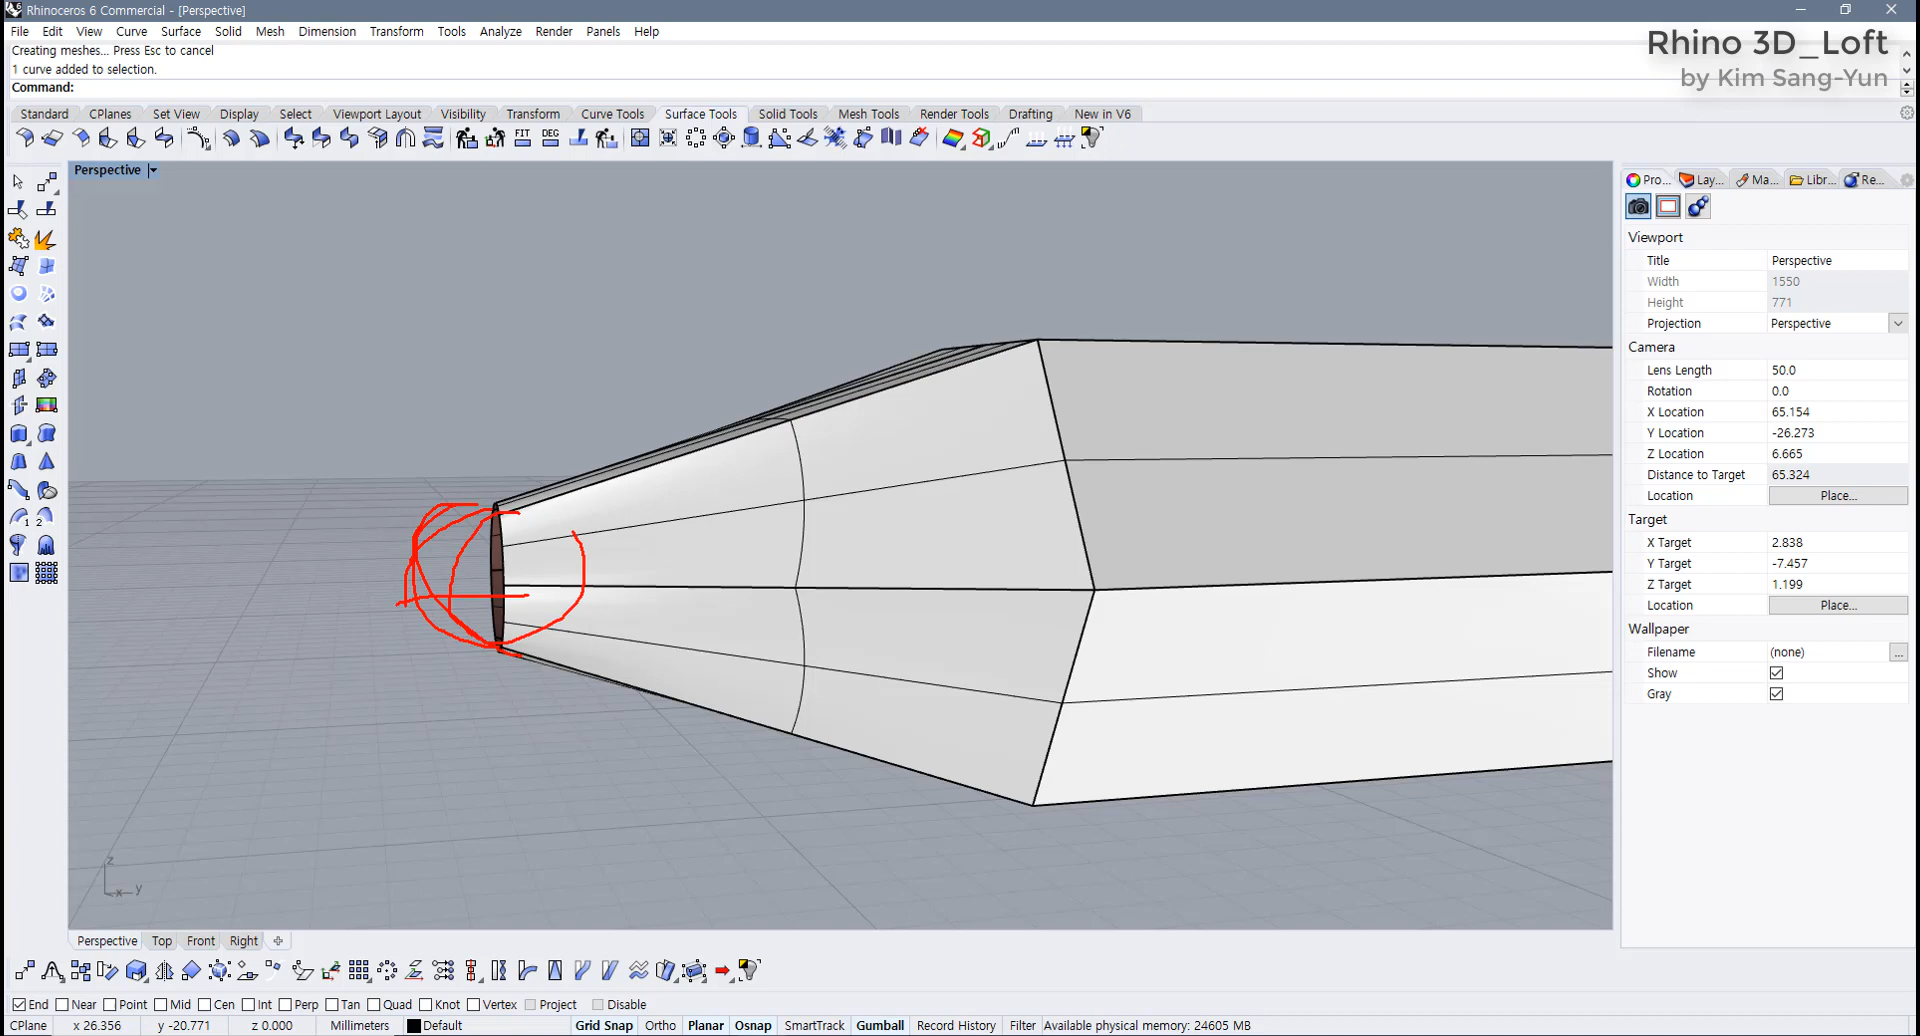 Rhinoceros 6 Commercial - [Perspective]
File Edit View Curve Surface Solid Mesh Dimension Transform Tools Analyze Render Panels Help
Creating meshes... Press Esc to cancel
1 curve added to selection.
Command:
Rhino 3D_Loft
by Kim Sang-Yun
Standard CPlanes Set View Display Select Viewport Layout Visibility Transform Curve Tools Surface Tools Solid Tools Mesh Tools Render Tools Drafting New in V6
FIT DEG
Perspective
Pro... Lay... Ma... Libr... Re...
Viewport
Title Perspective
Width 1550
Height 771
Projection Perspective
Camera
Lens Length 50.0
Rotation 0.0
X Location 65.154
Y Location -26.273
Z Location 6.665
Distance to Target 65.324
Location Place...
Target
X Target 2.838
Y Target -7.457
Z Target 1.199
Location Place...
Wallpaper
Filename (none) ...
Show
Gray
z
x y
Perspective Top Front Right
End Near Point Mid Cen Int Perp Tan Quad Knot Vertex Project Disable
CPlane x 26.356 y -20.771 z 0.000 Millimeters Default Grid Snap Ortho Planar Osnap SmartTrack Gumball Record History Filter Available physical memory: 24605 MB